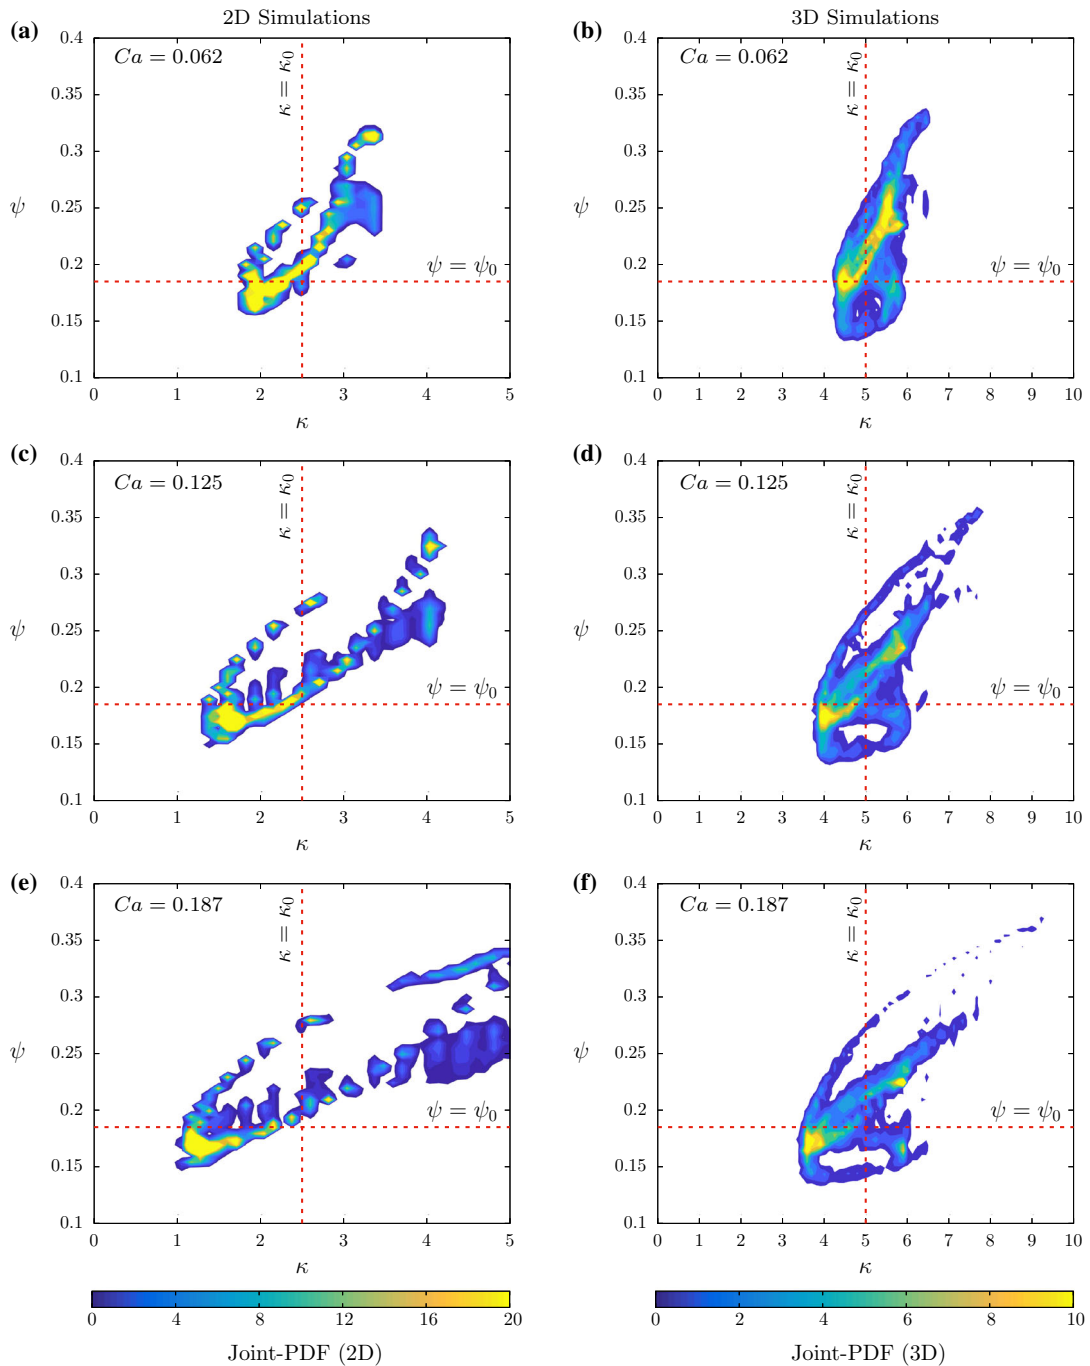 2D Simulations
3D Simulations
(a)
0.4
0.35
0.3
0.25
0.2
0.15
0.1
ψ
Ca = 0.062
κ = κ₀
ψ = ψ₀
0 1 2 3 4 5
κ
(b)
0.4
0.35
0.3
0.25
0.2
0.15
0.1
ψ
Ca = 0.062
κ = κ₀
ψ = ψ₀
0 1 2 3 4 5 6 7 8 9 10
κ
(c)
0.4
0.35
0.3
0.25
0.2
0.15
0.1
ψ
Ca = 0.125
κ = κ₀
ψ = ψ₀
0 1 2 3 4 5
κ
(d)
0.4
0.35
0.3
0.25
0.2
0.15
0.1
ψ
Ca = 0.125
κ = κ₀
ψ = ψ₀
0 1 2 3 4 5 6 7 8 9 10
κ
(e)
0.4
0.35
0.3
0.25
0.2
0.15
0.1
ψ
Ca = 0.187
κ = κ₀
ψ = ψ₀
0 1 2 3 4 5
κ
(f)
0.4
0.35
0.3
0.25
0.2
0.15
0.1
ψ
Ca = 0.187
κ = κ₀
ψ = ψ₀
0 1 2 3 4 5 6 7 8 9 10
κ
0 4 8 12 16 20
Joint-PDF (2D)
0 2 4 6 8 10
Joint-PDF (3D)